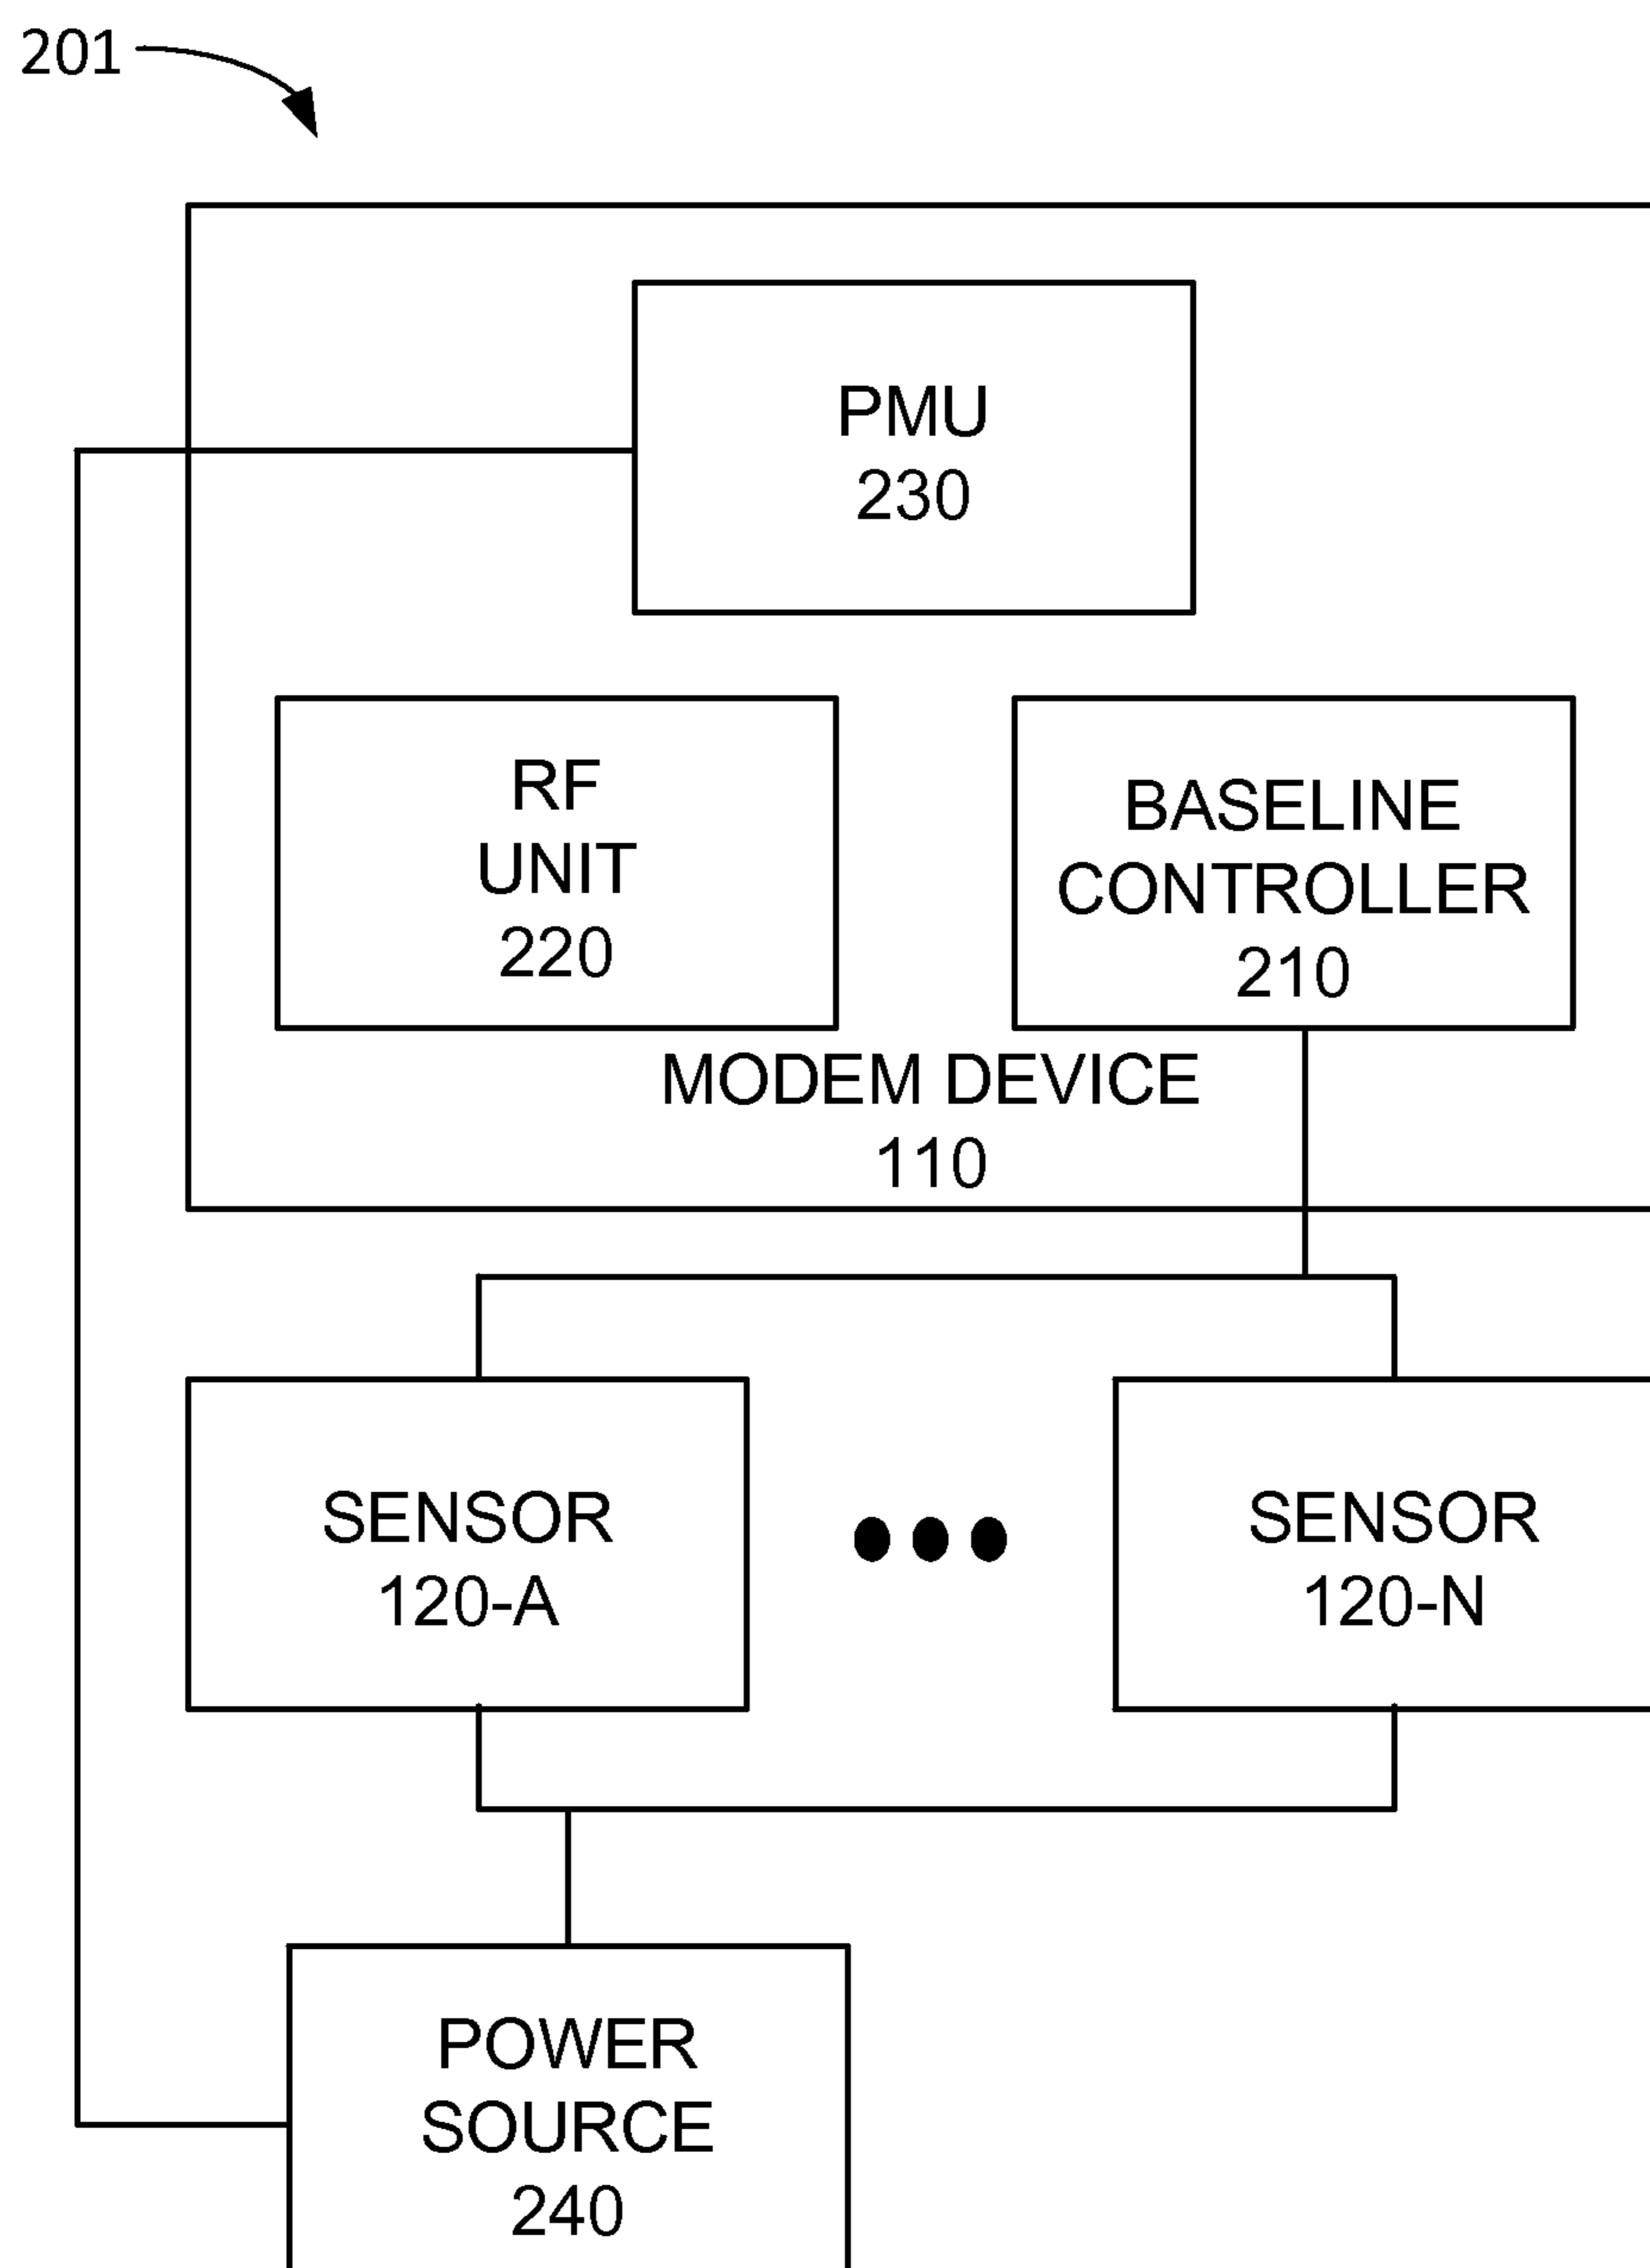 201
PMU
230
RF
UNIT
220
BASELINE
CONTROLLER
210
MODEM DEVICE
110
SENSOR
120-A
SENSOR
120-N
POWER
SOURCE
240